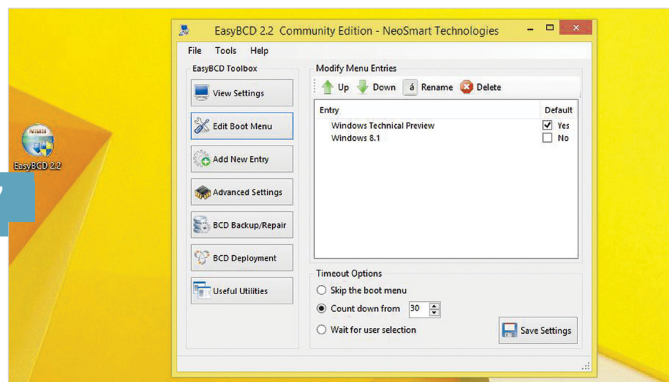 EasyBCD 2.2 Community Edition - NeoSmart Technologies
File Tools Help
EasyBCD Toolbox
View Settings
Edit Boot Menu
Add New Entry
Advanced Settings
BCD Backup/Repair
BCD Deployment
Useful Utilities
Modify Menu Entries
Up Down Rename Delete
Entry Default
Windows Technical Preview Yes
Windows 8.1 No
Timeout Options
Skip the boot menu
Count down from 30
Wait for user selection
Save Settings
EasyBCD 2.2